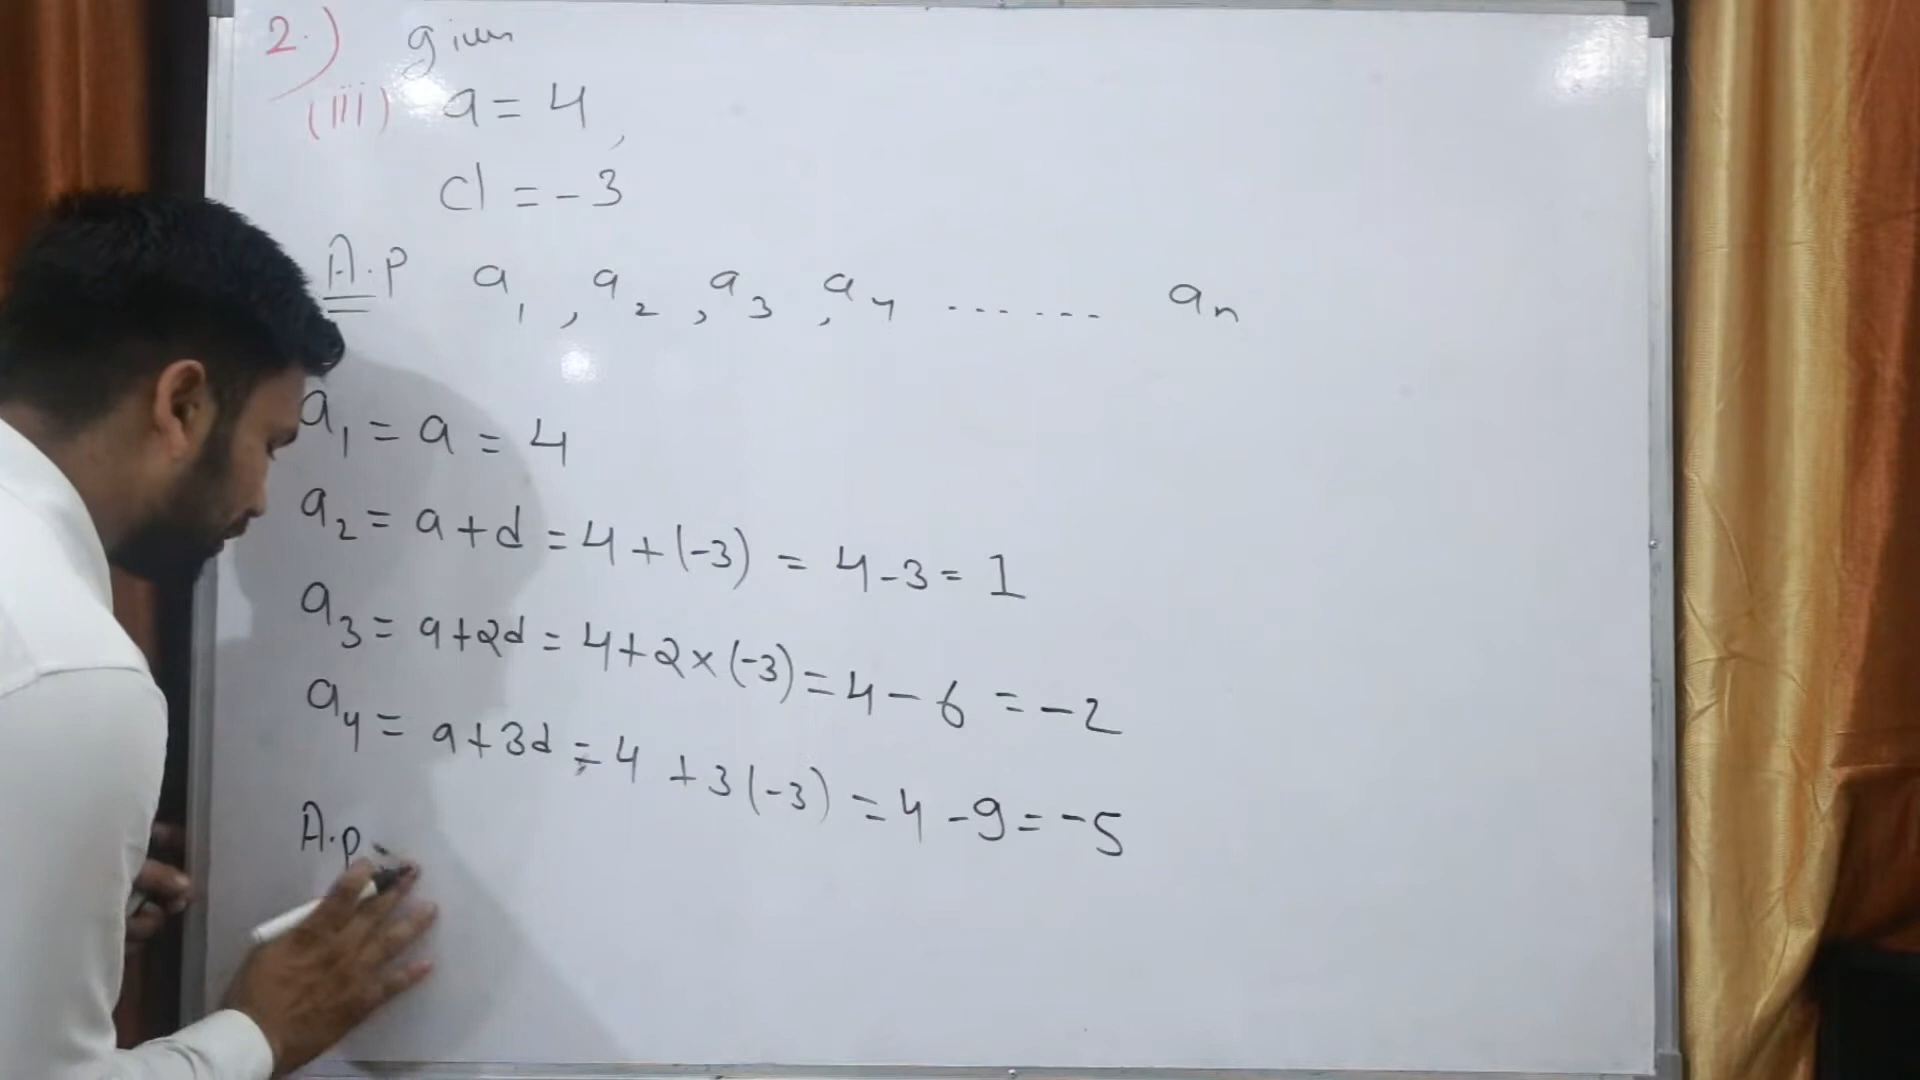 2.) given
(iii) a = 4,
d = -3
A.P a₁, a₂, a₃, a₄ ....... aₙ
a₁ = a = 4
a₂ = a + d = 4 + (-3) = 4 - 3 = 1
a₃ = a + 2d = 4 + 2 × (-3) = 4 - 6 = -2
a₄ = a + 3d = 4 + 3(-3) = 4 - 9 = -5
A.p